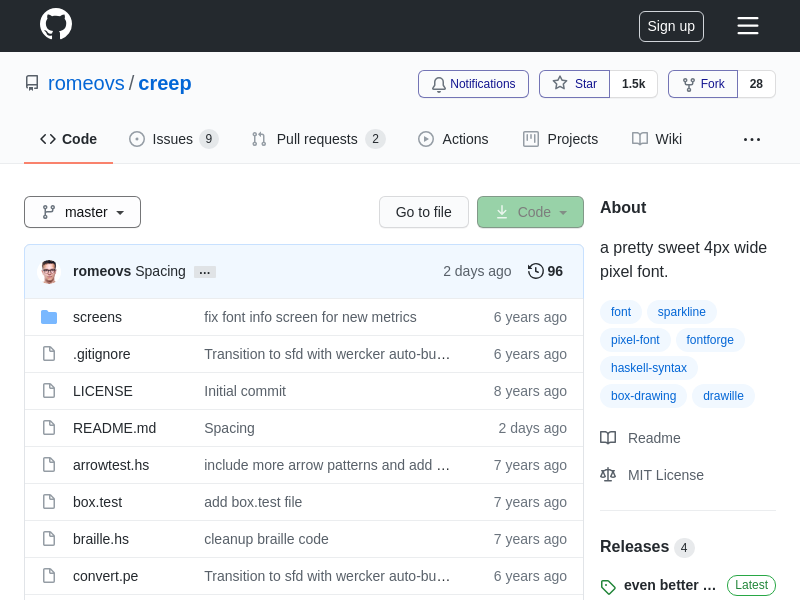 Sign up
romeovs / creep
Notifications Star 1.5k Fork 28
Code Issues 9 Pull requests 2 Actions Projects Wiki
master Go to file Code
romeovs Spacing 2 days ago 96
screens fix font info screen for new metrics 6 years ago
.gitignore Transition to sfd with wercker auto-bu… 6 years ago
LICENSE Initial commit 8 years ago
README.md Spacing 2 days ago
arrowtest.hs include more arrow patterns and add … 7 years ago
box.test add box.test file 7 years ago
braille.hs cleanup braille code 7 years ago
convert.pe Transition to sfd with wercker auto-bu… 6 years ago
About
a pretty sweet 4px wide
pixel font.
font sparkline
pixel-font fontforge
haskell-syntax
box-drawing drawille
Readme
MIT License
Releases 4
even better … Latest